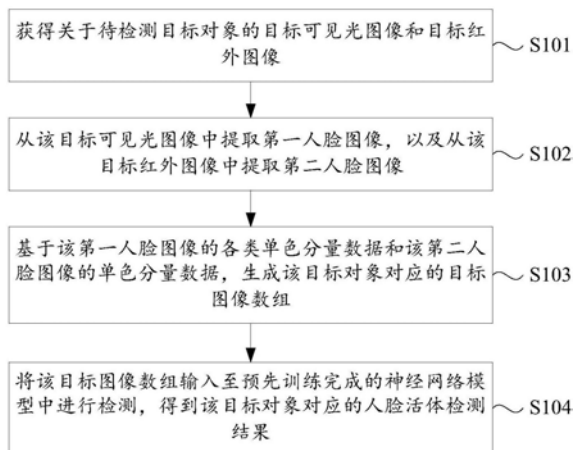 获得关于待检测目标对象的目标可见光图像和目标红
外图像
S101
从该目标可见光图像中提取第一人脸图像，以及从该
目标红外图像中提取第二人脸图像
S102
基于该第一人脸图像的各类单色分量数据和该第二人
脸图像的单色分量数据，生成该目标对象对应的目标
图像数组
S103
将该目标图像数组输入至预先训练完成的神经网络模
型中进行检测，得到该目标对象对应的人脸活体检测
结果
S104